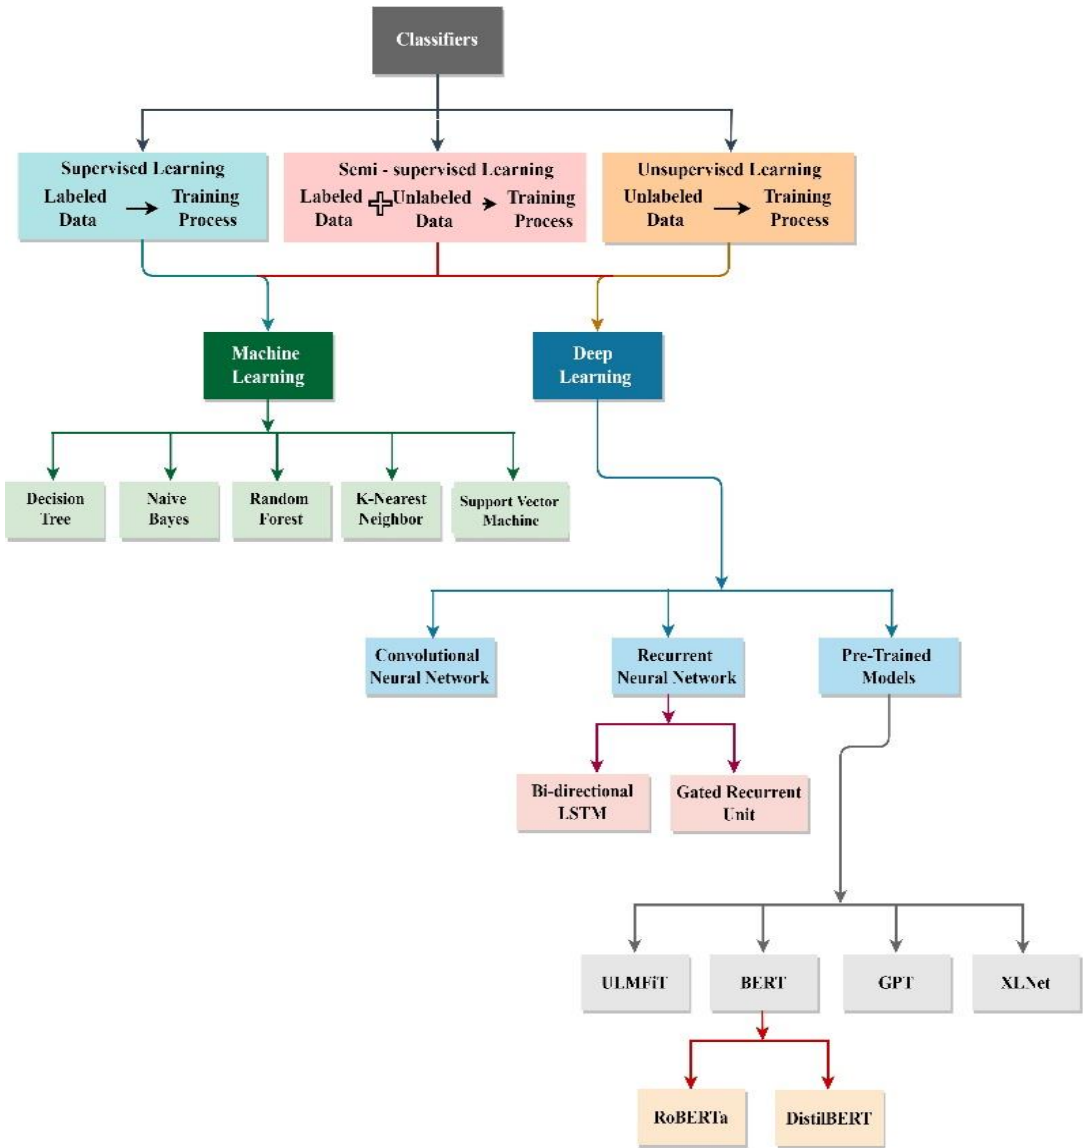 Classifiers
Supervised Learning
Labeled
Data
Training
Process
Semi - supervised Learning
Labeled
Data
Unlabeled
Data
Training
Process
Unsupervised Learning
Unlabeled
Data
Training
Process
Machine
Learning
Deep
Learning
Decision
Tree
Naive
Bayes
Random
Forest
K-Nearest
Neighbor
Support Vector
Machine
Convolutional
Neural Network
Recurrent
Neural Network
Pre-Trained
Models
Bi-directional
LSTM
Gated Recurrent
Unit
ULMFiT
BERT
GPT
XLNet
RoBERTa
DistilBERT